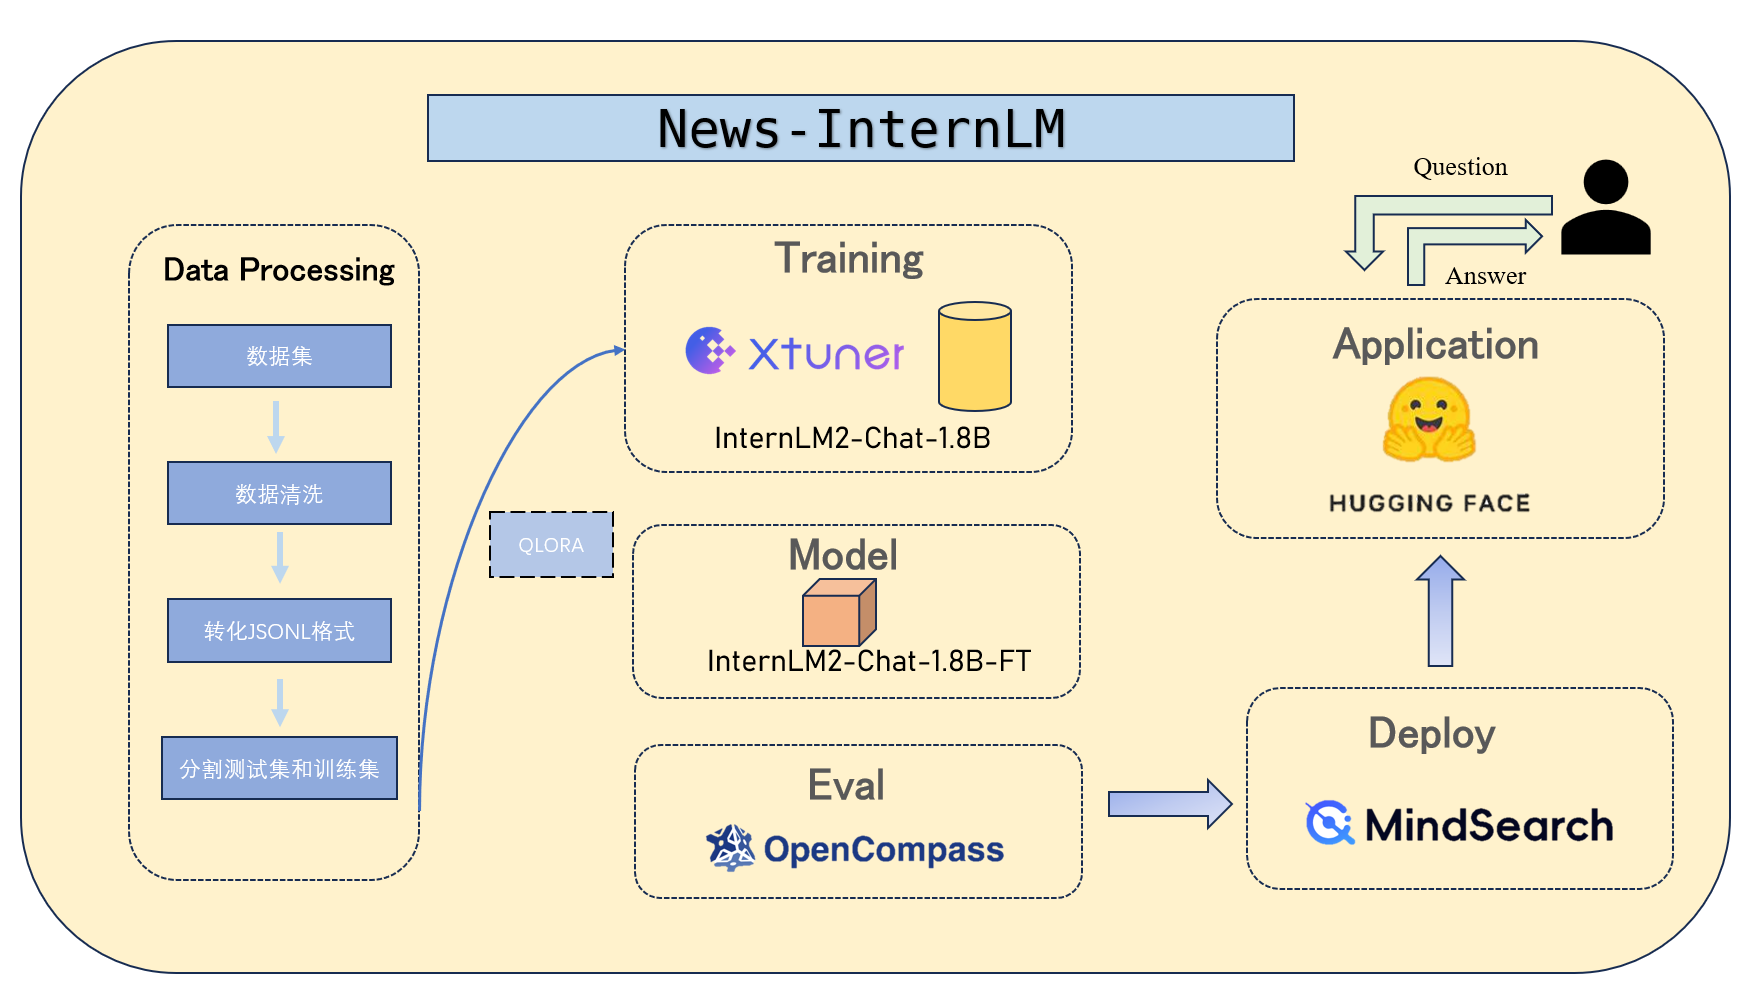 News-InternLM
Data Processing
数据集
数据清洗
转化JSONL格式
分割测试集和训练集
QLORA
Training
Xtuner
InternLM2-Chat-1.8B
Model
InternLM2-Chat-1.8B-FT
Eval
OpenCompass
Question
Answer
Application
HUGGING FACE
Deploy
MindSearch